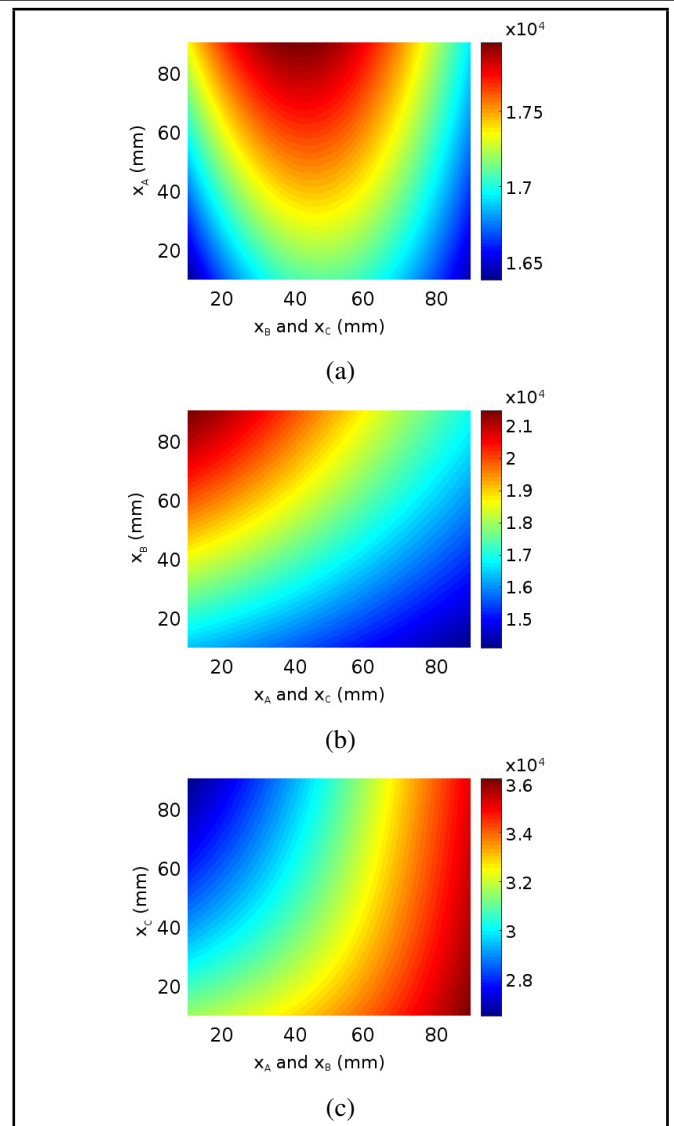 x10⁴
80
1.75
60
x_A (mm)
40
1.7
20
1.65
20 40 60 80
x_B and x_C (mm)
(a)
x10⁴
2.1
80
2
60
1.9
x_B (mm)
1.8
40
1.7
1.6
20
1.5
20 40 60 80
x_A and x_C (mm)
(b)
x10⁴
3.6
80
3.4
60
3.2
x_C (mm)
40
3
20
2.8
20 40 60 80
x_A and x_B (mm)
(c)